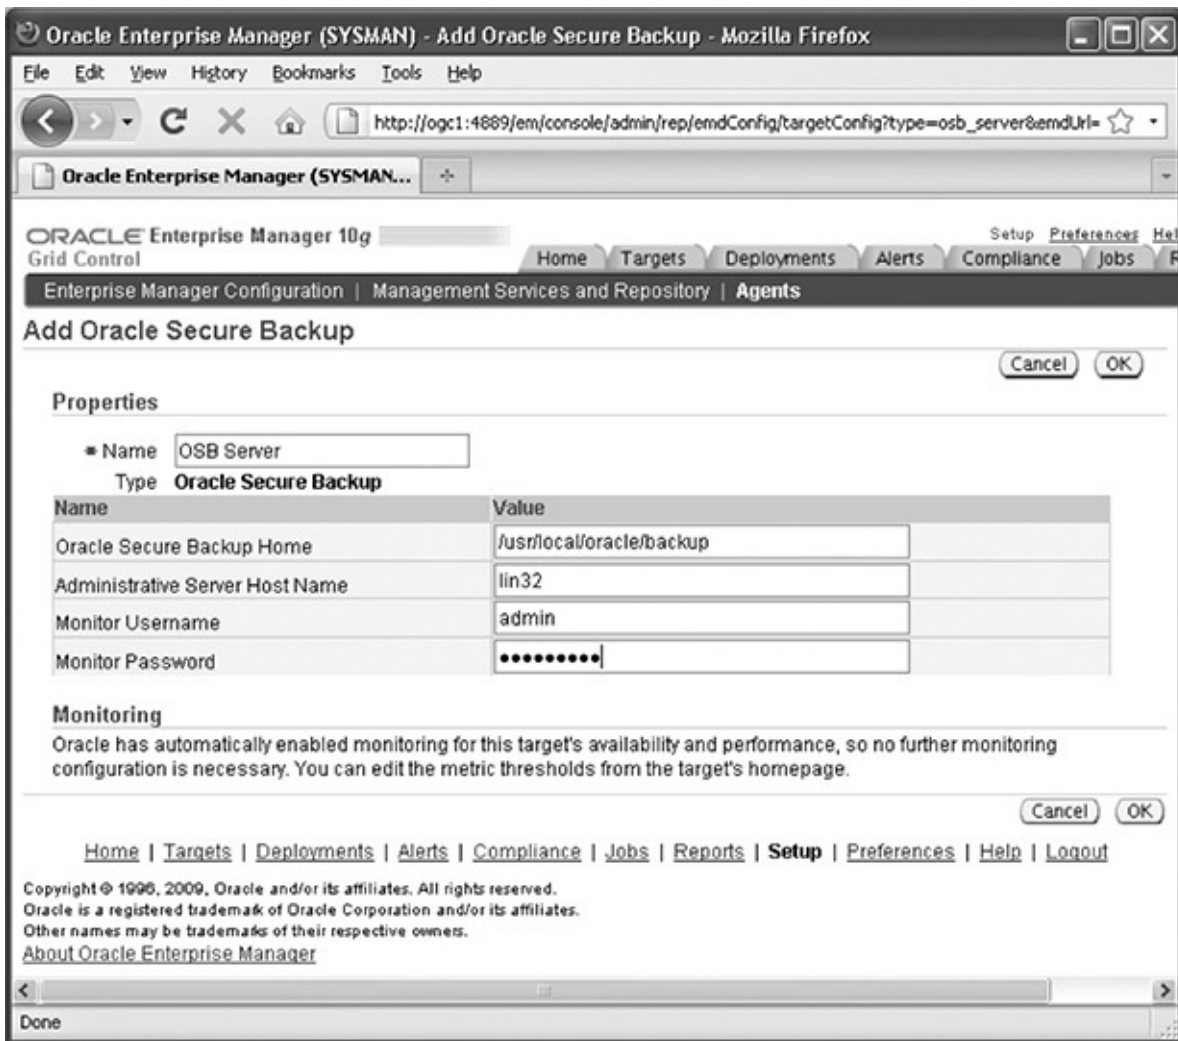 Oracle Enterprise Manager (SYSMAN) - Add Oracle Secure Backup - Mozilla Firefox
File Edit View History Bookmarks Tools Help
http://ogc1:4889/em/console/admin/rep/emdConfig/targetConfig?type=osb_server&emdUrl=
Oracle Enterprise Manager (SYSMAN...
ORACLE Enterprise Manager 10g
Grid Control
Setup Preferences Hel
Home Targets Deployments Alerts Compliance Jobs R
Enterprise Manager Configuration | Management Services and Repository | Agents
Add Oracle Secure Backup
Cancel OK
Properties
* Name OSB Server
Type Oracle Secure Backup
Name Value
Oracle Secure Backup Home /usr/local/oracle/backup
Administrative Server Host Name lin32
Monitor Username admin
Monitor Password •••••••••
Monitoring
Oracle has automatically enabled monitoring for this target's availability and performance, so no further monitoring
configuration is necessary. You can edit the metric thresholds from the target's homepage.
Cancel OK
Home | Targets | Deployments | Alerts | Compliance | Jobs | Reports | Setup | Preferences | Help | Logout
Copyright © 1996, 2009, Oracle and/or its affiliates. All rights reserved.
Oracle is a registered trademark of Oracle Corporation and/or its affiliates.
Other names may be trademarks of their respective owners.
About Oracle Enterprise Manager
Done